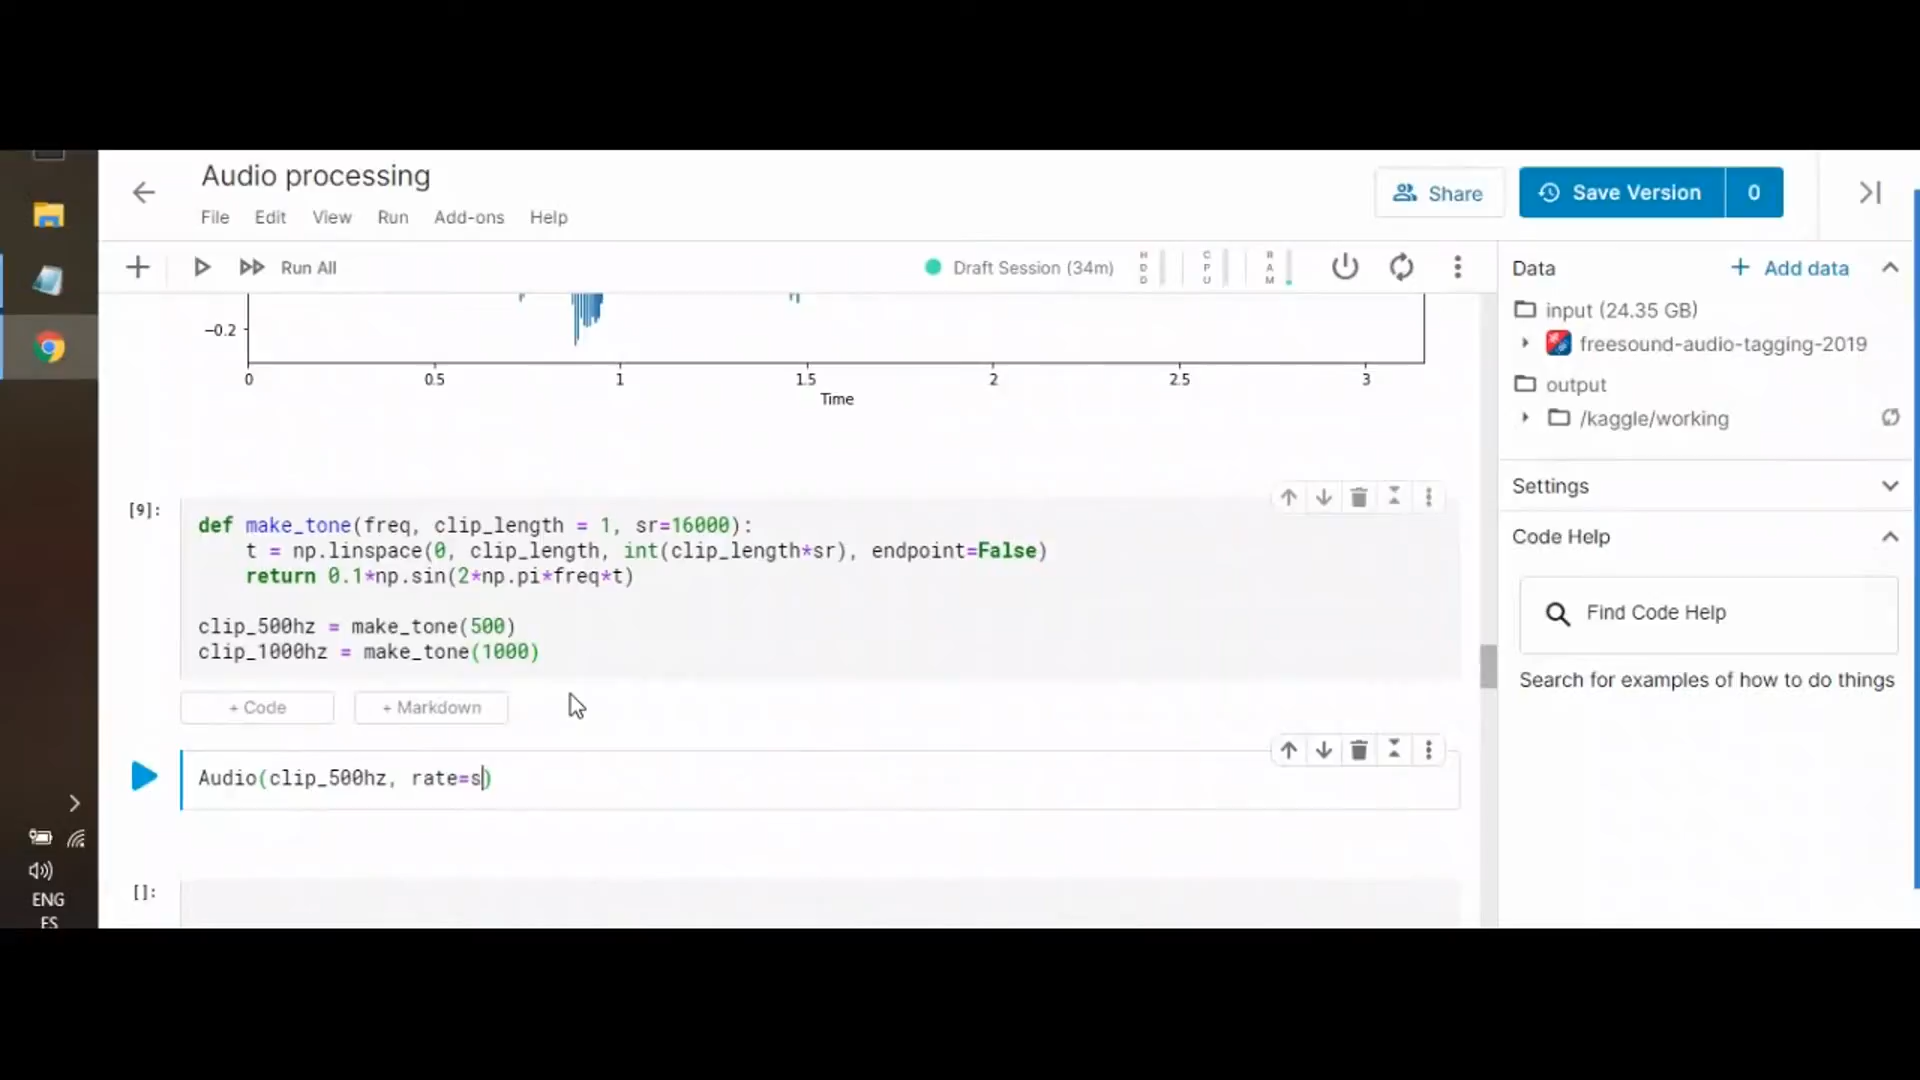 Audio processing
File Edit View Run Add-ons Help
Share
Save Version 0
Run All
Draft Session (34m)
HDD
CPU
RAM
Data
+ Add data
input (24.35 GB)
freesound-audio-tagging-2019
output
/kaggle/working
Settings
Code Help
Find Code Help
Search for examples of how to do things
−0.2
0 0.5 1 1.5 2 2.5 3
Time
[9]:
def make_tone(freq, clip_length = 1, sr=16000):
t = np.linspace(0, clip_length, int(clip_length*sr), endpoint=False)
return 0.1*np.sin(2*np.pi*freq*t)
clip_500hz = make_tone(500)
clip_1000hz = make_tone(1000)
+ Code + Markdown
Audio(clip_500hz, rate=s)
[]:
ENG
ES